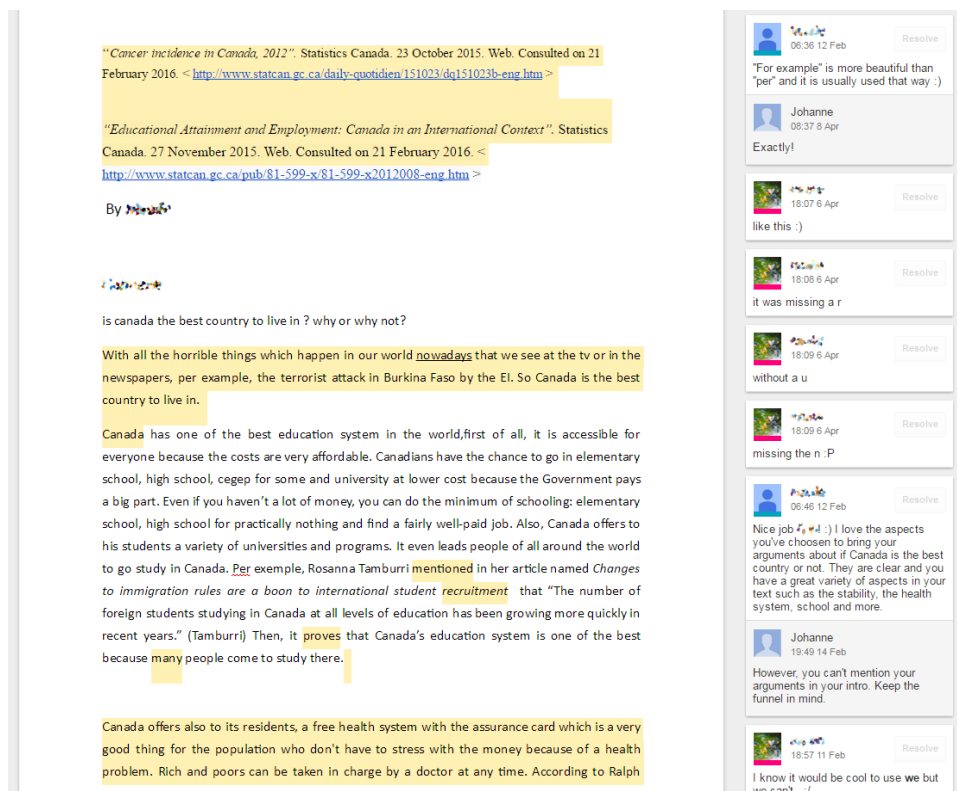 "Cancer incidence in Canada, 2012". Statistics Canada. 23 October 2015. Web. Consulted on 21
February 2016. < http://www.statcan.gc.ca/daily-quotidien/151023/dq151023b-eng.htm >
"Educational Attainment and Employment: Canada in an International Context". Statistics
Canada. 27 November 2015. Web. Consulted on 21 February 2016. <
http://www.statcan.gc.ca/pub/81-599-x/81-599-x2012008-eng.htm >
By
is canada the best country to live in ? why or why not?
With all the horrible things which happen in our world nowadays that we see at the tv or in the
newspapers, per example, the terrorist attack in Burkina Faso by the EI. So Canada is the best
country to live in.
Canada has one of the best education system in the world,first of all, it is accessible for
everyone because the costs are very affordable. Canadians have the chance to go in elementary
school, high school, cegep for some and university at lower cost because the Government pays
a big part. Even if you haven't a lot of money, you can do the minimum of schooling: elementary
school, high school for practically nothing and find a fairly well-paid job. Also, Canada offers to
his students a variety of universities and programs. It even leads people of all around the world
to go study in Canada. Per exemple, Rosanna Tamburri mentioned in her article named Changes
to immigration rules are a boon to international student recruitment that "The number of
foreign students studying in Canada at all levels of education has been growing more quickly in
recent years." (Tamburri) Then, it proves that Canada's education system is one of the best
because many people come to study there.
Canada offers also to its residents, a free health system with the assurance card which is a very
good thing for the population who don't have to stress with the money because of a health
problem. Rich and poors can be taken in charge by a doctor at any time. According to Ralph
06:36 12 Feb
Resolve
"For example" is more beautiful than
"per" and it is usually used that way :)
Johanne
08:37 8 Apr
Exactly!
18:07 6 Apr
Resolve
like this :)
18:08 6 Apr
Resolve
it was missing a r
18:09 6 Apr
Resolve
without a u
18:09 6 Apr
Resolve
missing the n :P
06:46 12 Feb
Resolve
Nice job :) I love the aspects
you've choosen to bring your
arguments about if Canada is the best
country or not. They are clear and you
have a great variety of aspects in your
text such as the stability, the health
system, school and more.
Johanne
19:49 14 Feb
However, you can't mention your
arguments in your intro. Keep the
funnel in mind.
18:57 11 Feb
Resolve
I know it would be cool to use we but
we can't.. :/